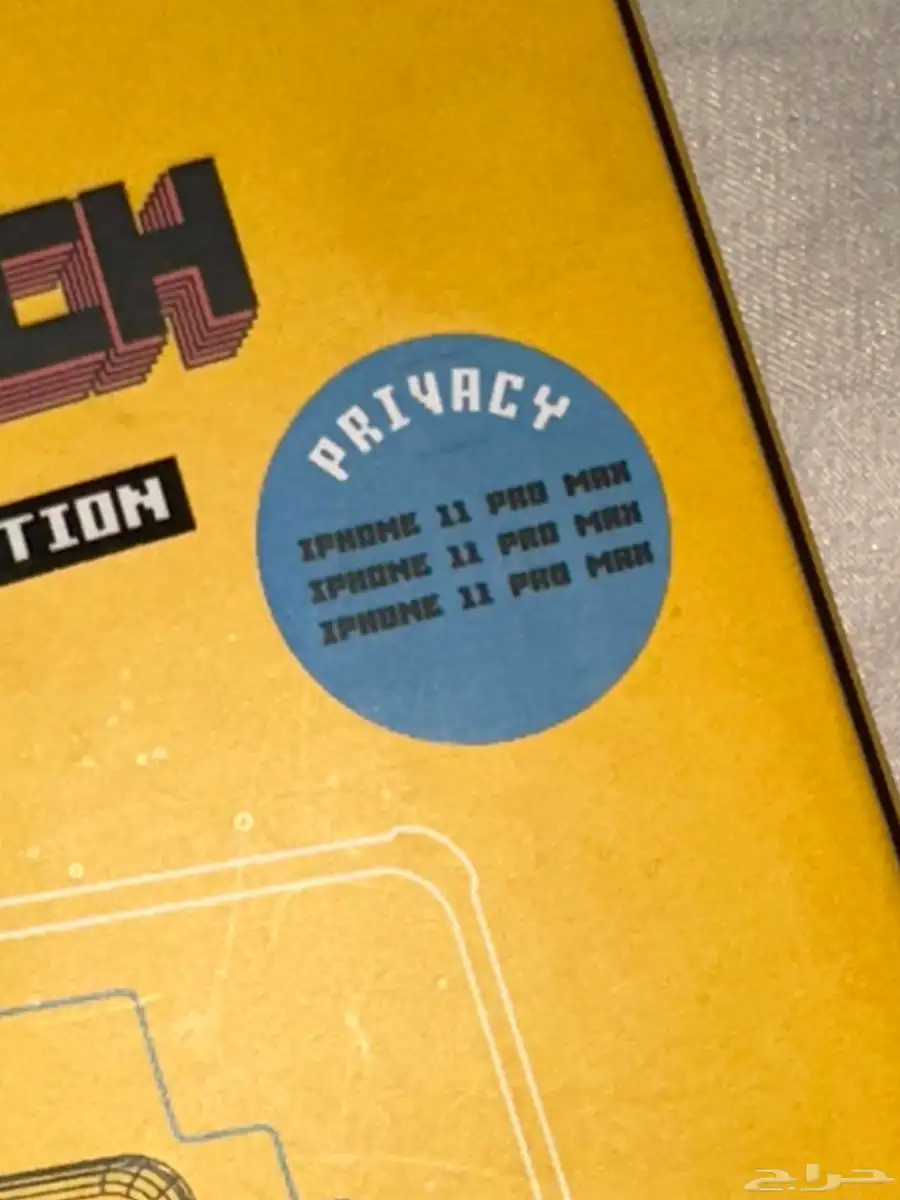 CH
TION
PRIVACY
IPHONE 11 PRO MAX
IPHONE 11 PRO MAX
IPHONE 11 PRO MAX
حراج